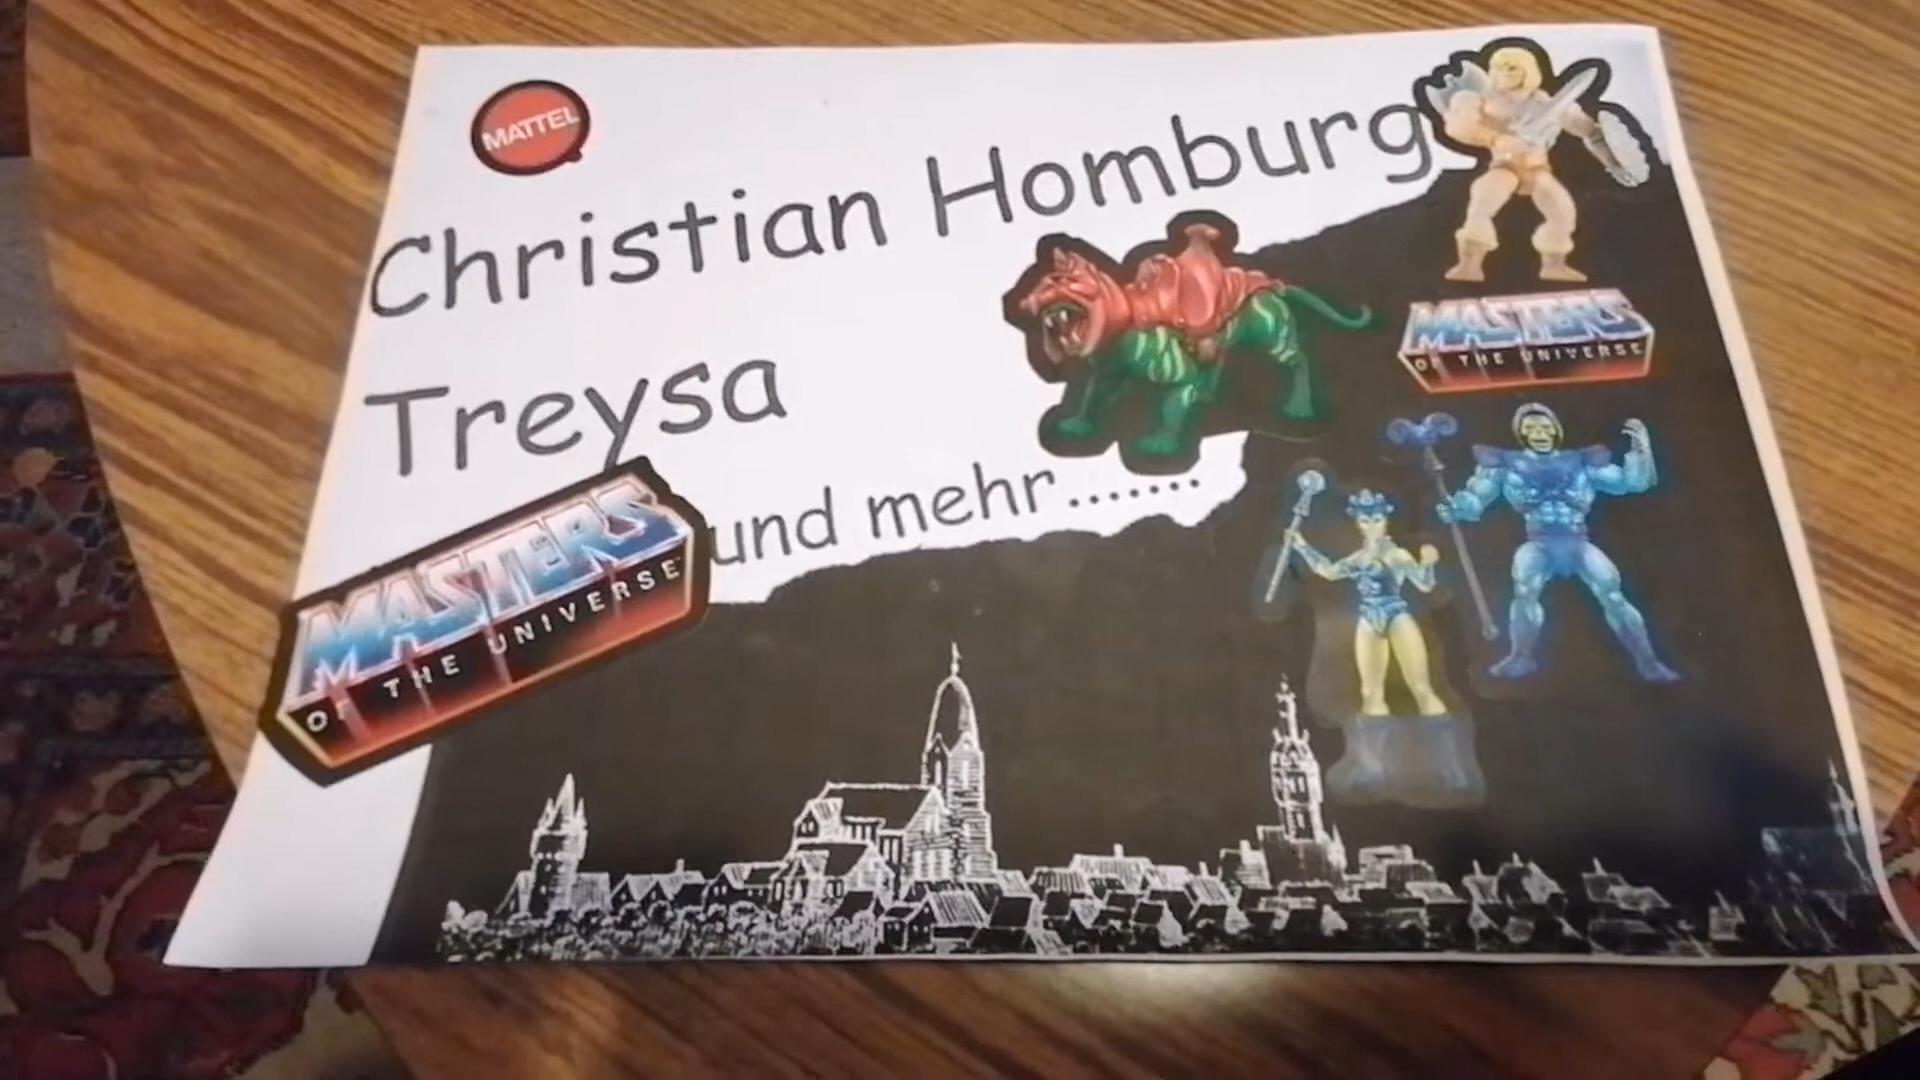 MATTEL
Christian Homburg
Treysa
und mehr.......
MASTERS
OF THE UNIVERSE
MASTERS
OF THE UNIVERSE